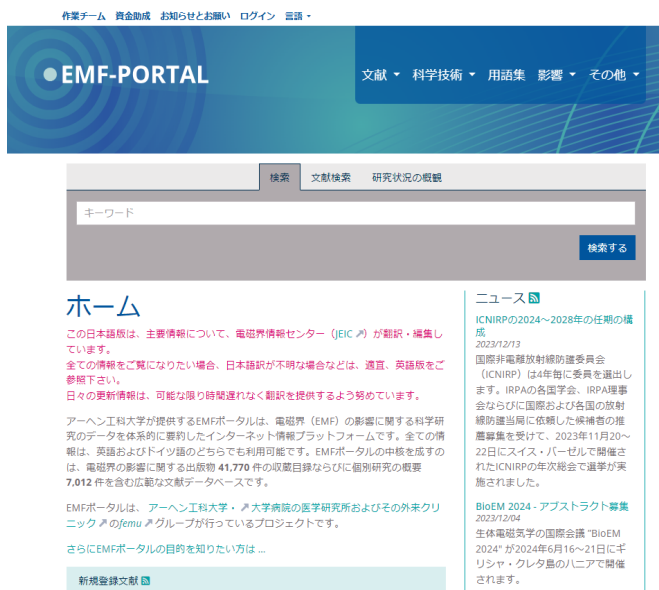 作業チーム 資金助成 お知らせとお願い ログイン 言語
EMF-PORTAL
文献 科学技術 用語集 影響 その他
検索 文献検索 研究状況の概観
キーワード
検索する
ホーム
この日本語版は、主要情報について、電磁界情報センター（JEIC）が翻訳・編集し
ています。
全ての情報をご覧になりたい場合、日本語訳が不明な場合などは、適宜、英語版をご
参照下さい。
日々の更新情報は、可能な限り時間遅れなく翻訳を提供するよう努めています。
アーヘン工科大学が提供するEMFポータルは、電磁界（EMF）の影響に関する科学研
究のデータを体系的に要約したインターネット情報プラットフォームです。全ての情
報は、英語およびドイツ語のどちらでも利用可能です。EMFポータルの中核を成すの
は、電磁界の影響に関する出版物 41,770 件の収蔵目録ならびに個別研究の概要
7,012 件を含む広範な文献データベースです。
EMFポータルは、 アーヘン工科大学・ 大学病院の医学研究所およびその外来クリ
ニック のfemu グループが行っているプロジェクトです。
さらにEMFポータルの目的を知りたい方は ...
新規登録文献
ニュース
ICNIRPの2024～2028年の任期の構
成
2023/12/13
国際非電離放射線防護委員会
（ICNIRP）は4年毎に委員を選出し
ます。IRPAの各国学会、IRPA理事
会ならびに国際および各国の放射
線防護当局に依頼した候補者の推
薦募集を受けて、2023年11月20～
22日にスイス・バーゼルで開催さ
れたICNIRPの年次総会で選挙が実
施されました。
BioEM 2024 - アブストラクト募集
2023/12/04
生体電磁気学の国際会議 "BioEM
2024" が2024年6月16～21日にギ
リシャ・クレタ島のハニアで開催
されます。